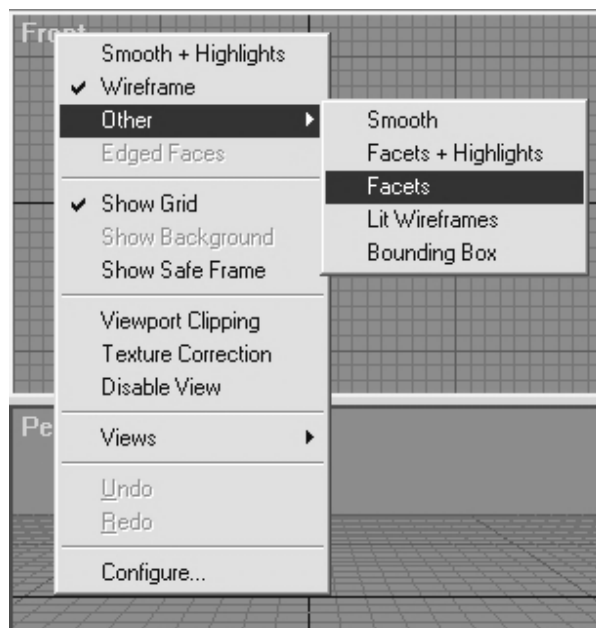 Front
Smooth + Highlights
Wireframe
Other
Edged Faces
Show Grid
Show Background
Show Safe Frame
Viewport Clipping
Texture Correction
Disable View
Views
Undo
Redo
Configure...
Smooth
Facets + Highlights
Facets
Lit Wireframes
Bounding Box
Pe